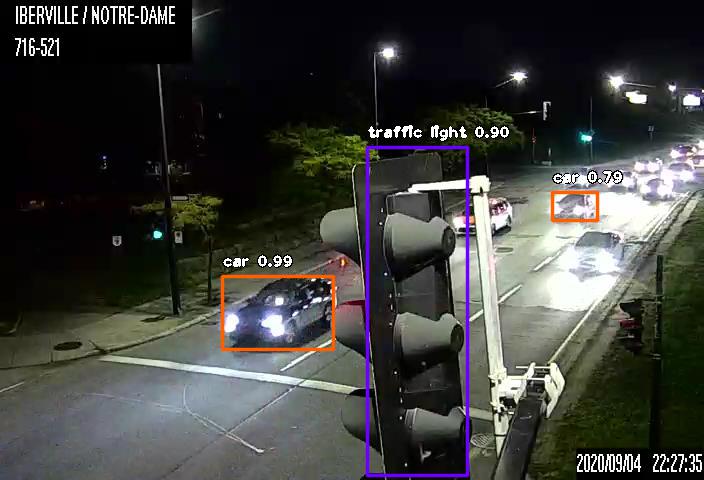 IBERVILLE / NOTRE-DAME
716-521
traffic light 0.90
car 0.79
car 0.99
2020/09/04 22:27:35